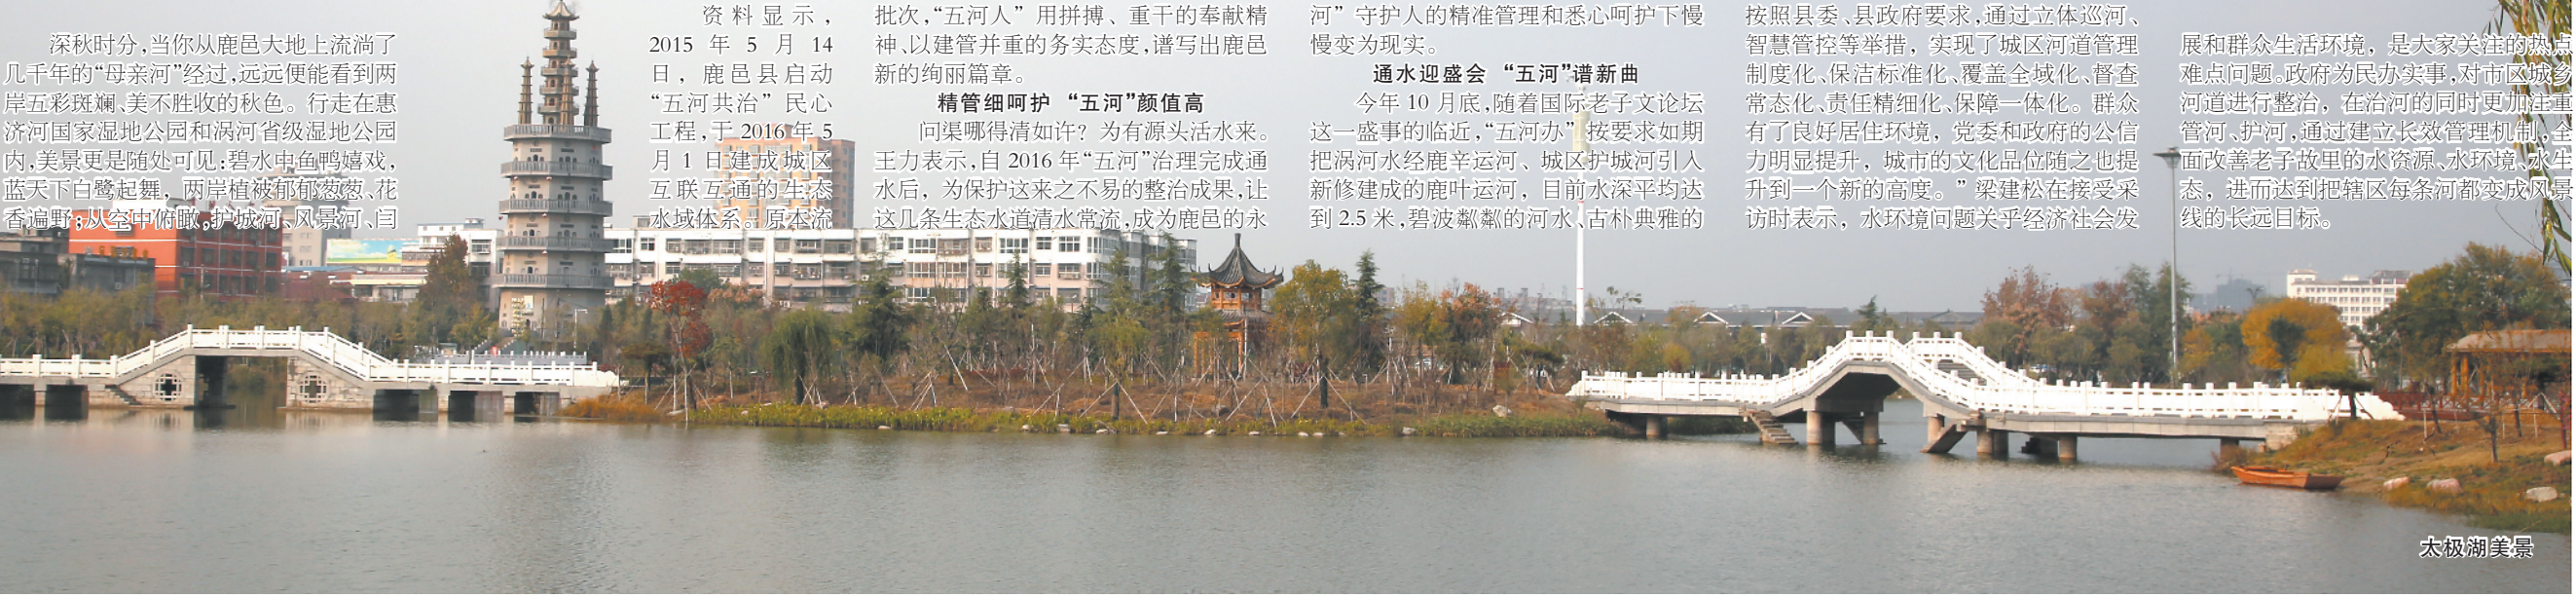 深秋时分,当你从鹿邑大地上流淌了
几千年的“母亲河”经过,远远便能看到两
岸五彩斑斓、美不胜收的秋色。行走在惠
济河国家湿地公园和涡河省级湿地公园
内,美景更是随处可见:碧水中鱼鸭嬉戏,
蓝天下白鹭起舞，两岸植被郁郁葱葱、花
香遍野;从空中俯瞰,护城河、风景河、闫
资料显示，
2015 年 5 月 14
日，鹿邑县启动
“五河共治”民心
工程,于 2016 年 5
月 1 日建成城区
互联互通的生态
水域体系。原本流
批次,“五河人”用拼搏、重干的奉献精
神、以建管并重的务实态度,谱写出鹿邑
新的绚丽篇章。
精管细呵护 “五河”颜值高
问渠哪得清如许？为有源头活水来。
王力表示,自 2016 年“五河”治理完成通
水后，为保护这来之不易的整治成果,让
这几条生态水道清水常流,成为鹿邑的永
河”守护人的精准管理和悉心呵护下慢
慢变为现实。
通水迎盛会 “五河”谱新曲
今年 10 月底,随着国际老子文论坛
这一盛事的临近,“五河办”按要求如期
把涡河水经鹿辛运河、城区护城河引入
新修建成的鹿叶运河，目前水深平均达
到 2.5 米,碧波粼粼的河水、古朴典雅的
按照县委、县政府要求,通过立体巡河、
智慧管控等举措，实现了城区河道管理
制度化、保洁标准化、覆盖全域化、督查
常态化、责任精细化、保障一体化。群众
有了良好居住环境，党委和政府的公信
力明显提升，城市的文化品位随之也提
升到一个新的高度。”梁建松在接受采
访时表示，水环境问题关乎经济社会发
展和群众生活环境，是大家关注的热点
难点问题。政府为民办实事,对市区城乡
河道进行整治，在治河的同时更加注重
管河、护河,通过建立长效管理机制,全
面改善老子故里的水资源、水环境、水生
态，进而达到把辖区每条河都变成风景
线的长远目标。
太极湖美景